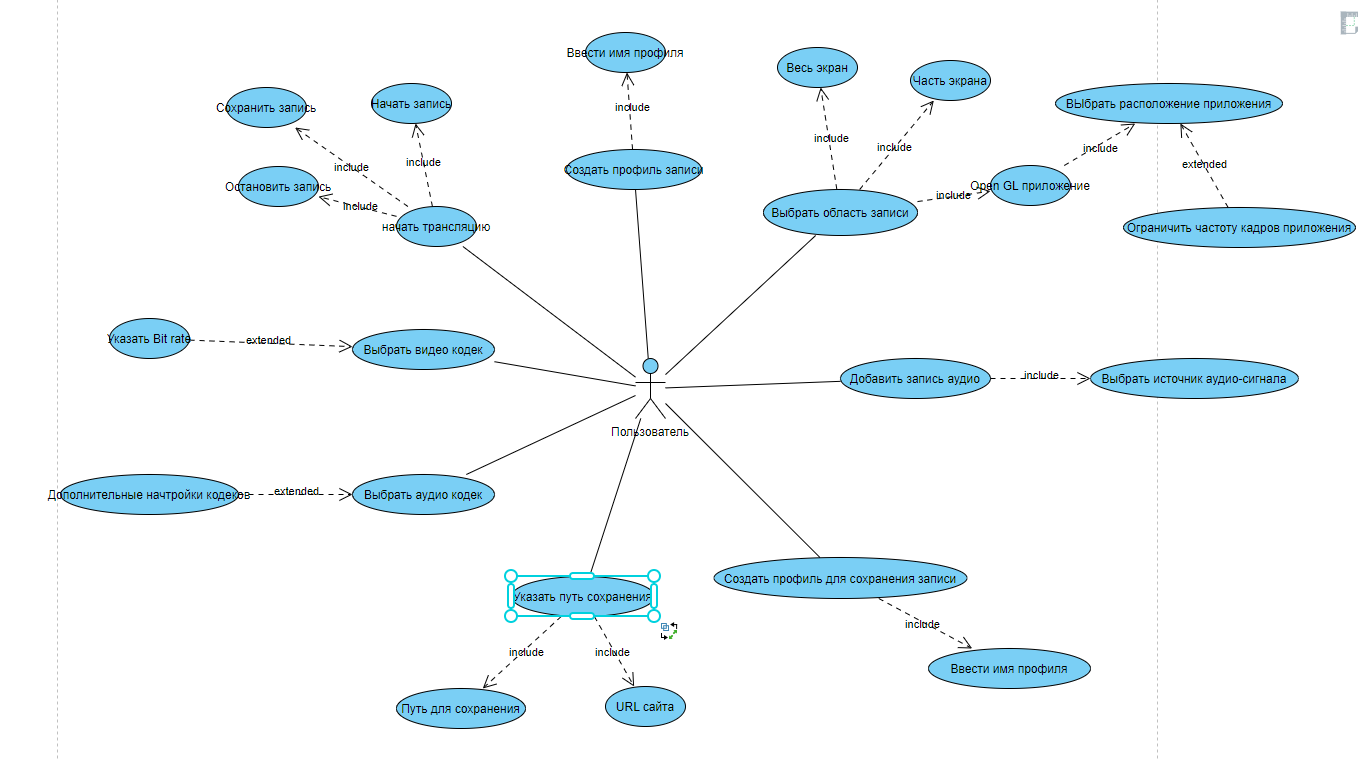 Ввести имя профиля
Весь экран
Часть экрана
Сохранить запись
Начать запись
include
ВЫбрать расположение приложения
include
include
include
include
include
extended
Создать профиль записи
Остановить запись
include
Open GL приложение
include
начать трансляцию
Выбрать область записи
Ограничить частоту кадров приложения
Указать Bit rate
extended
Выбрать видео кодек
Добавить запись аудио
include
Выбрать источник аудио-сигнала
Пользователь
Дополнительные начтройки кодеков
extended
Выбрать аудио кодек
Создать профиль для сохранения записи
Указать путь сохранения
include
include
include
Ввести имя профиля
Путь для сохранения
URL сайта